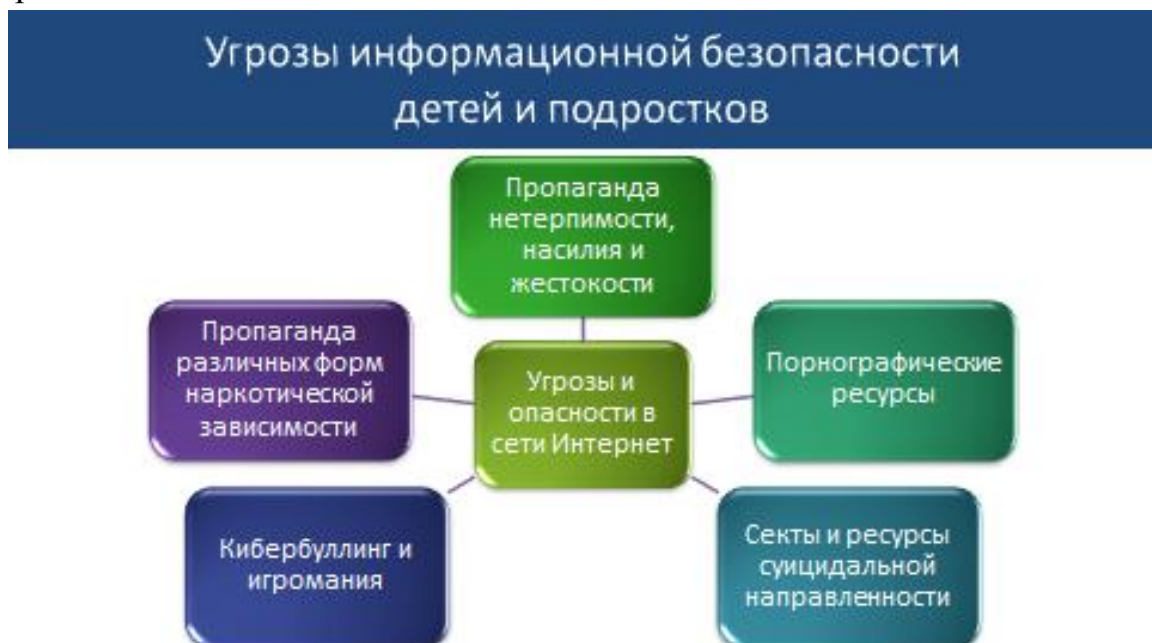 Угрозы информационной безопасности
детей и подростков
Пропаганда
нетерпимости,
насилия и
жестокости
Пропаганда
различных форм
наркотической
зависимости
Угрозы и
опасности в
сети Интернет
Порнографические
ресурсы
Кибербуллинг и
игромания
Секты и ресурсы
суицидальной
направленности